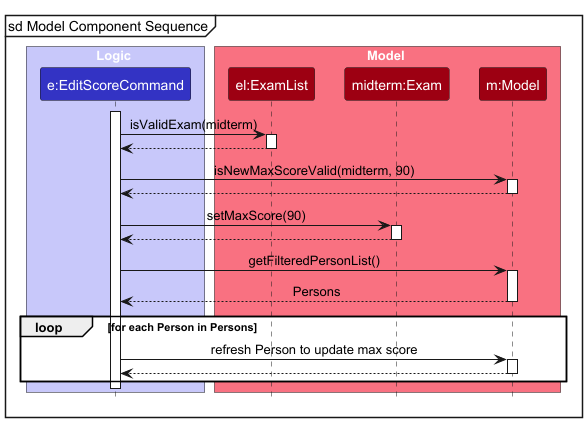 sd Model Component Sequence
Logic
Model
e:EditScoreCommand
el:ExamList
midterm:Exam
m:Model
isValidExam(midterm)
isNewMaxScoreValid(midterm, 90)
setMaxScore(90)
getFilteredPersonList()
Persons
loop
[for each Person in Persons]
refresh Person to update max score